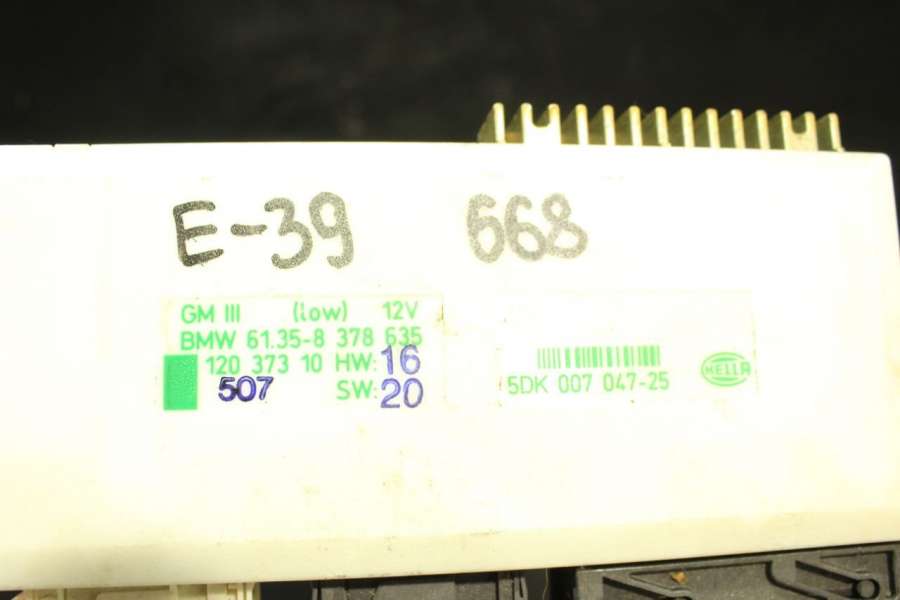 E-39 668
GM III (low) 12V
BMW 61.35-8 378 635
120 373 10 HW: 16
507 SW: 20
5DK 007 047-25
HELLA